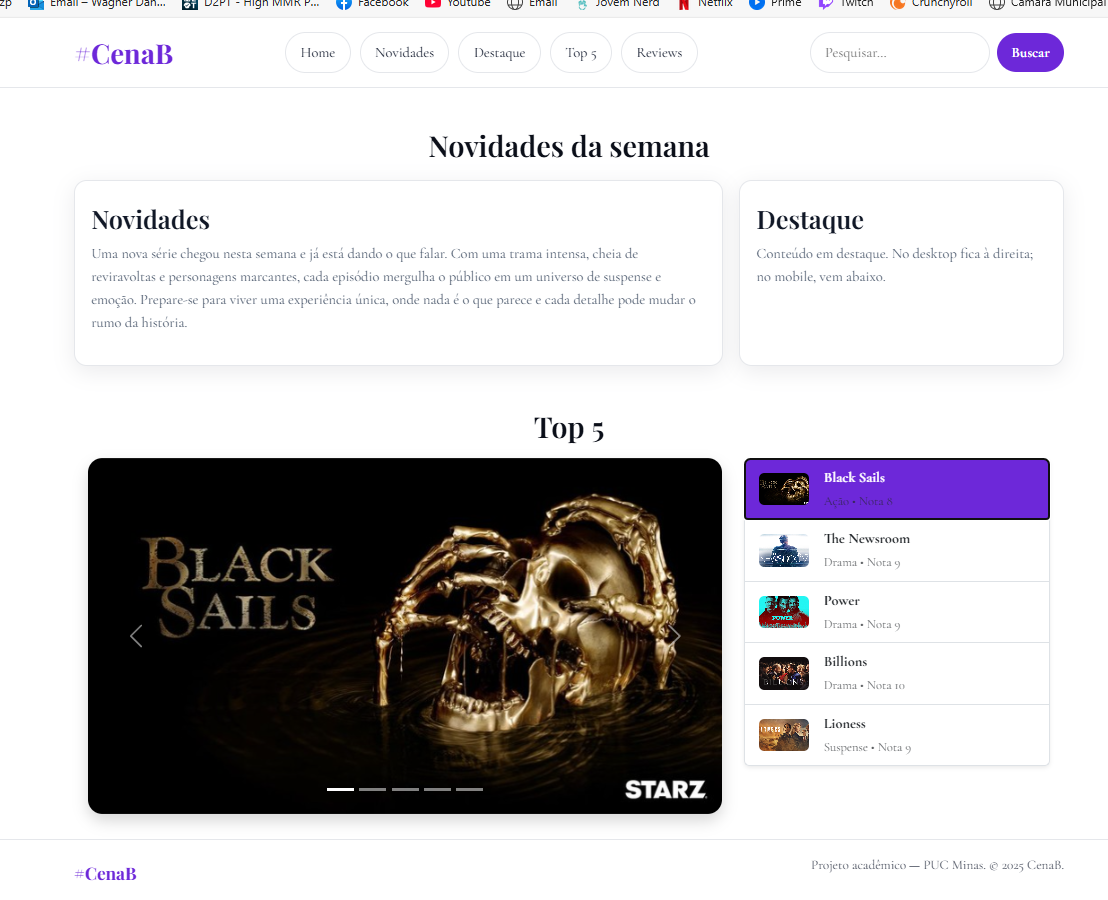 Email – Wagner Dan...
D2PT - High MMR P...
Facebook
Youtube
Email
Jovem Nerd
Netflix
Prime
Twitch
Crunchyroll
Câmara Municipal
#CenaB
Home
Novidades
Destaque
Top 5
Reviews
Pesquisar...
Buscar
Novidades da semana
Novidades
Uma nova série chegou nesta semana e já está dando o que falar. Com uma trama intensa, cheia de
reviravoltas e personagens marcantes, cada episódio mergulha o público em um universo de suspense e
emoção. Prepare-se para viver uma experiência única, onde nada é o que parece e cada detalhe pode mudar o
rumo da história.
Destaque
Conteúdo em destaque. No desktop fica à direita;
no mobile, vem abaixo.
Top 5
BLACK
SAILS
STARZ
Black Sails
Ação • Nota 8
The Newsroom
Drama • Nota 9
POWER
Power
Drama • Nota 9
BILLIONS
Billions
Drama • Nota 10
Lioness
Suspense • Nota 9
#CenaB
Projeto acadêmico — PUC Minas. © 2025 CenaB.